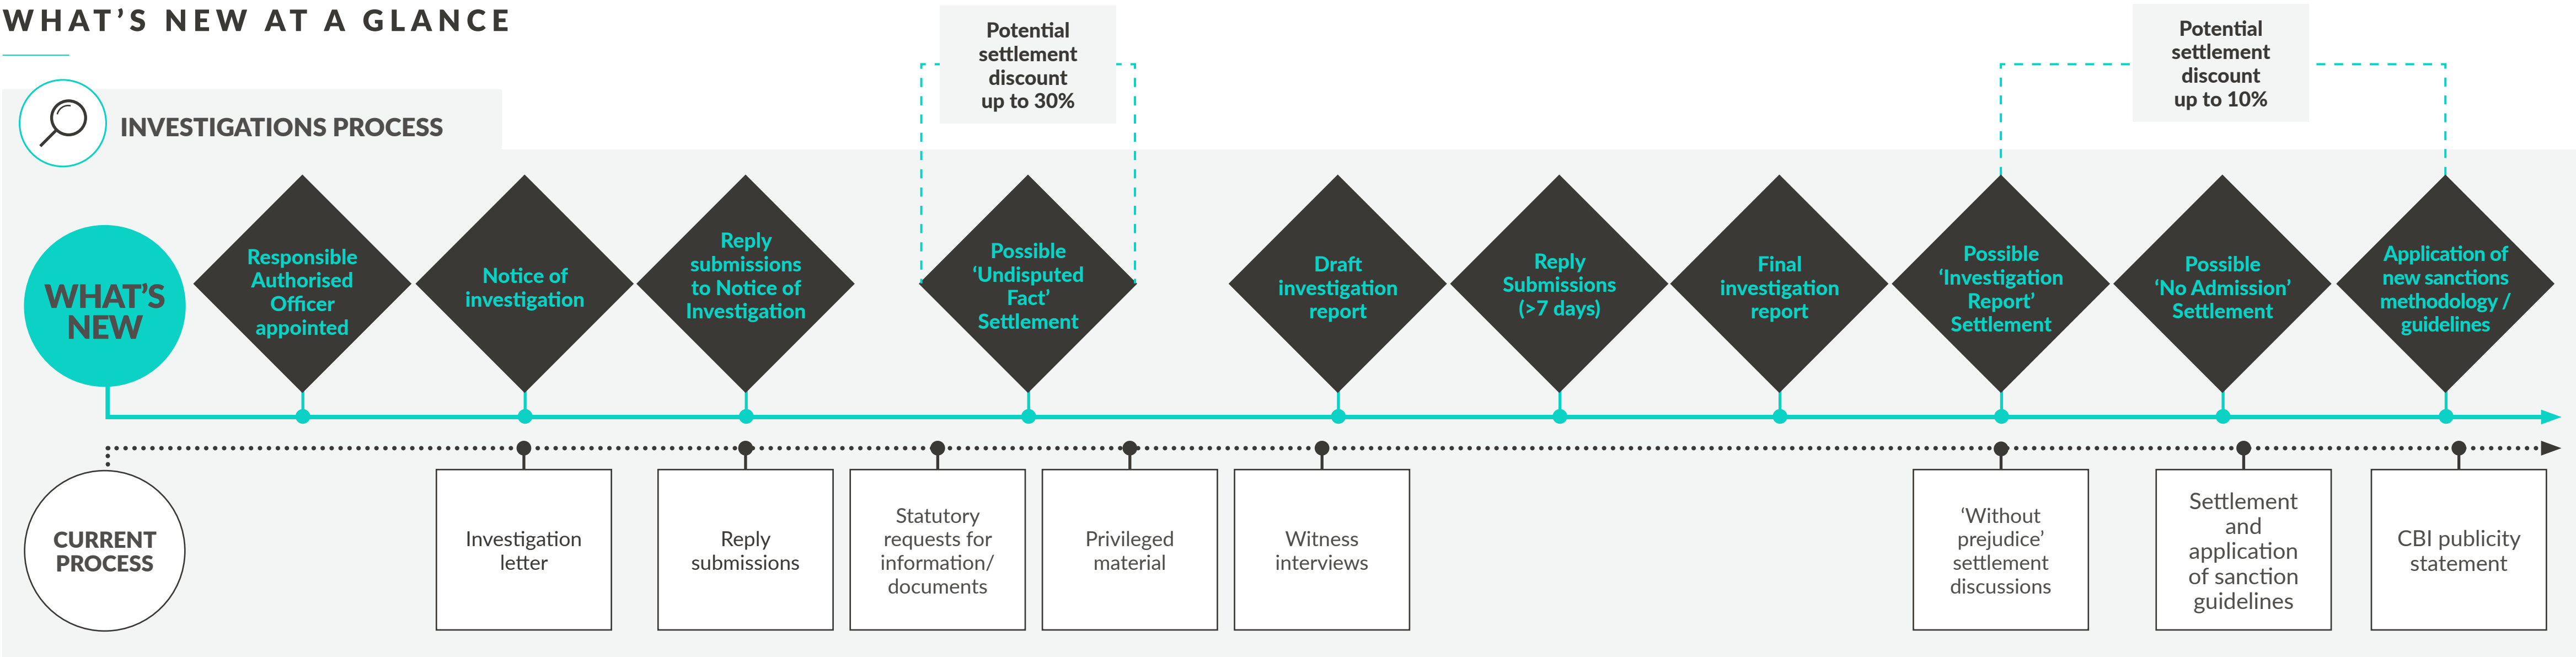 WHAT’S NEW AT A GLANCE
Potential
settlement
discount
up to 30%
Potential
settlement
discount
up to 10%
INVESTIGATIONS PROCESS
WHAT’S
NEW
Responsible
Authorised
Officer
appointed
Notice of
investigation
Reply
submissions
to Notice of
Investigation
Possible
‘Undisputed
Fact’
Settlement
Draft
investigation
report
Reply
Submissions
(>7 days)
Final
investigation
report
Possible
‘Investigation
Report’
Settlement
Possible
‘No Admission’
Settlement
Application of
new sanctions
methodology /
guidelines
CURRENT
PROCESS
Investigation
letter
Reply
submissions
Statutory
requests for
information/
documents
Privileged
material
Witness
interviews
‘Without
prejudice’
settlement
discussions
Settlement
and
application
of sanction
guidelines
CBI publicity
statement